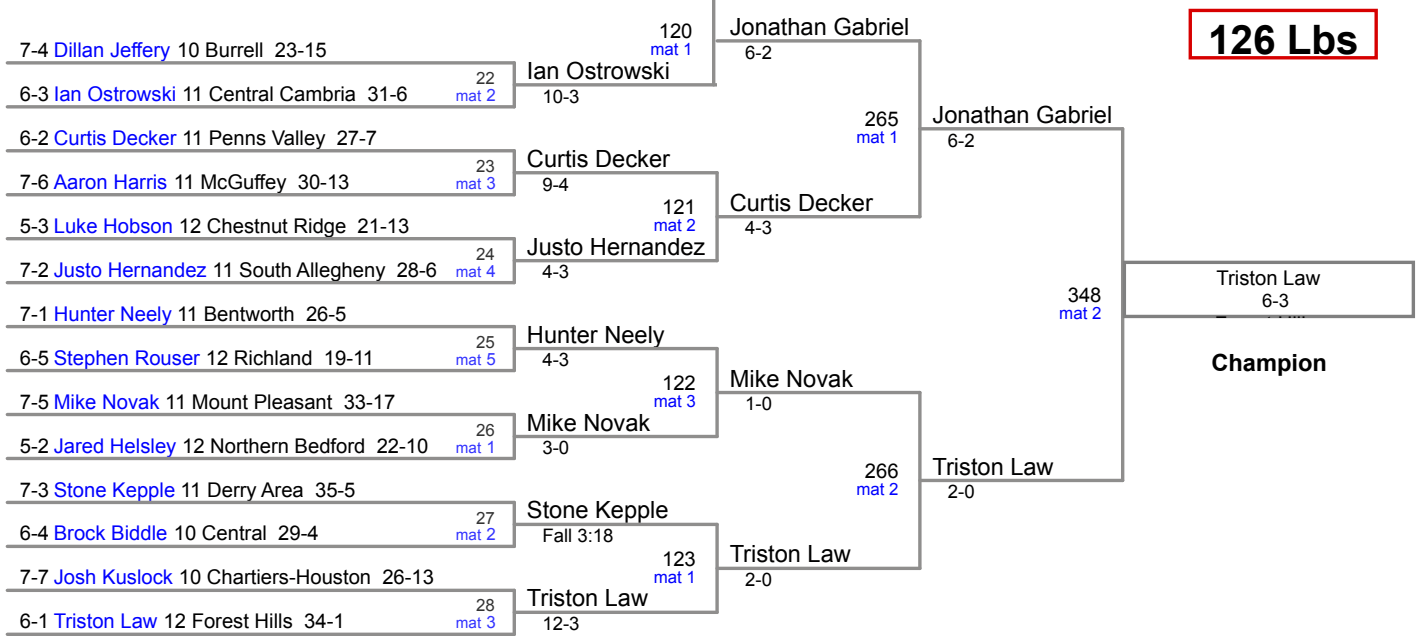 126 Lbs
7-4 Dillan Jeffery 10 Burrell 23-15
6-3 Ian Ostrowski 11 Central Cambria 31-6
6-2 Curtis Decker 11 Penns Valley 27-7
7-6 Aaron Harris 11 McGuffey 30-13
5-3 Luke Hobson 12 Chestnut Ridge 21-13
7-2 Justo Hernandez 11 South Allegheny 28-6
7-1 Hunter Neely 11 Bentworth 26-5
6-5 Stephen Rouser 12 Richland 19-11
7-5 Mike Novak 11 Mount Pleasant 33-17
5-2 Jared Helsley 12 Northern Bedford 22-10
7-3 Stone Kepple 11 Derry Area 35-5
6-4 Brock Biddle 10 Central 29-4
7-7 Josh Kuslock 10 Chartiers-Houston 26-13
6-1 Triston Law 12 Forest Hills 34-1
22
mat 2
23
mat 3
24
mat 4
25
mat 5
26
mat 1
27
mat 2
28
mat 3
Ian Ostrowski
10-3
Curtis Decker
9-4
Justo Hernandez
4-3
Hunter Neely
4-3
Mike Novak
3-0
Stone Kepple
Fall 3:18
Triston Law
12-3
120
mat 1
121
mat 2
122
mat 3
123
mat 1
Jonathan Gabriel
6-2
Curtis Decker
4-3
Mike Novak
1-0
Triston Law
2-0
265
mat 1
266
mat 2
Jonathan Gabriel
6-2
Triston Law
2-0
348
mat 2
Triston Law
6-3
Champion